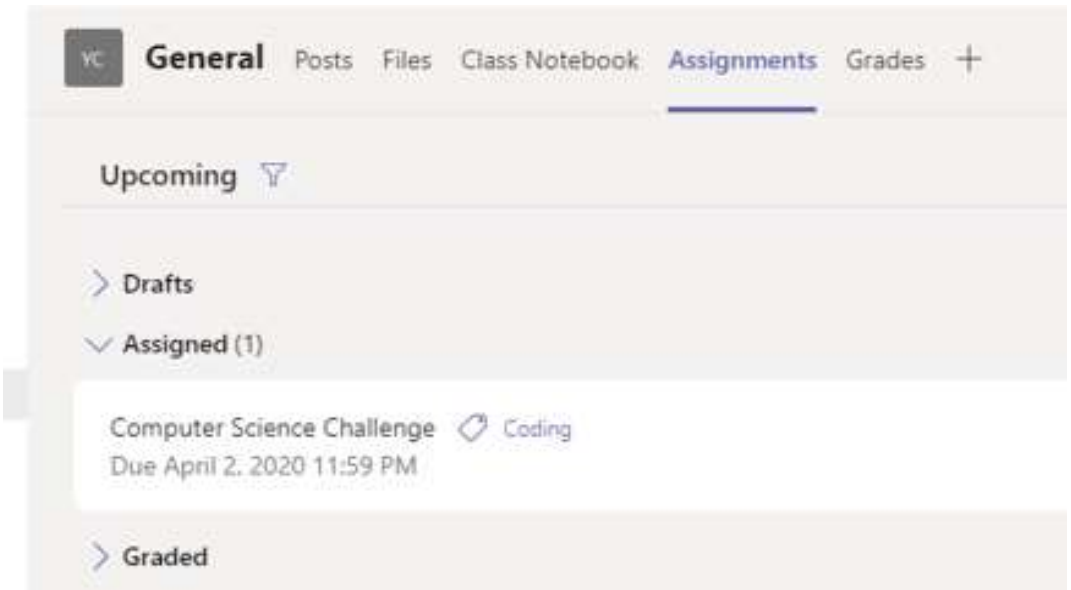 YC General Posts Files Class Notebook Assignments Grades +
Upcoming
Drafts
Assigned (1)
Computer Science Challenge Coding
Due April 2, 2020 11:59 PM
Graded